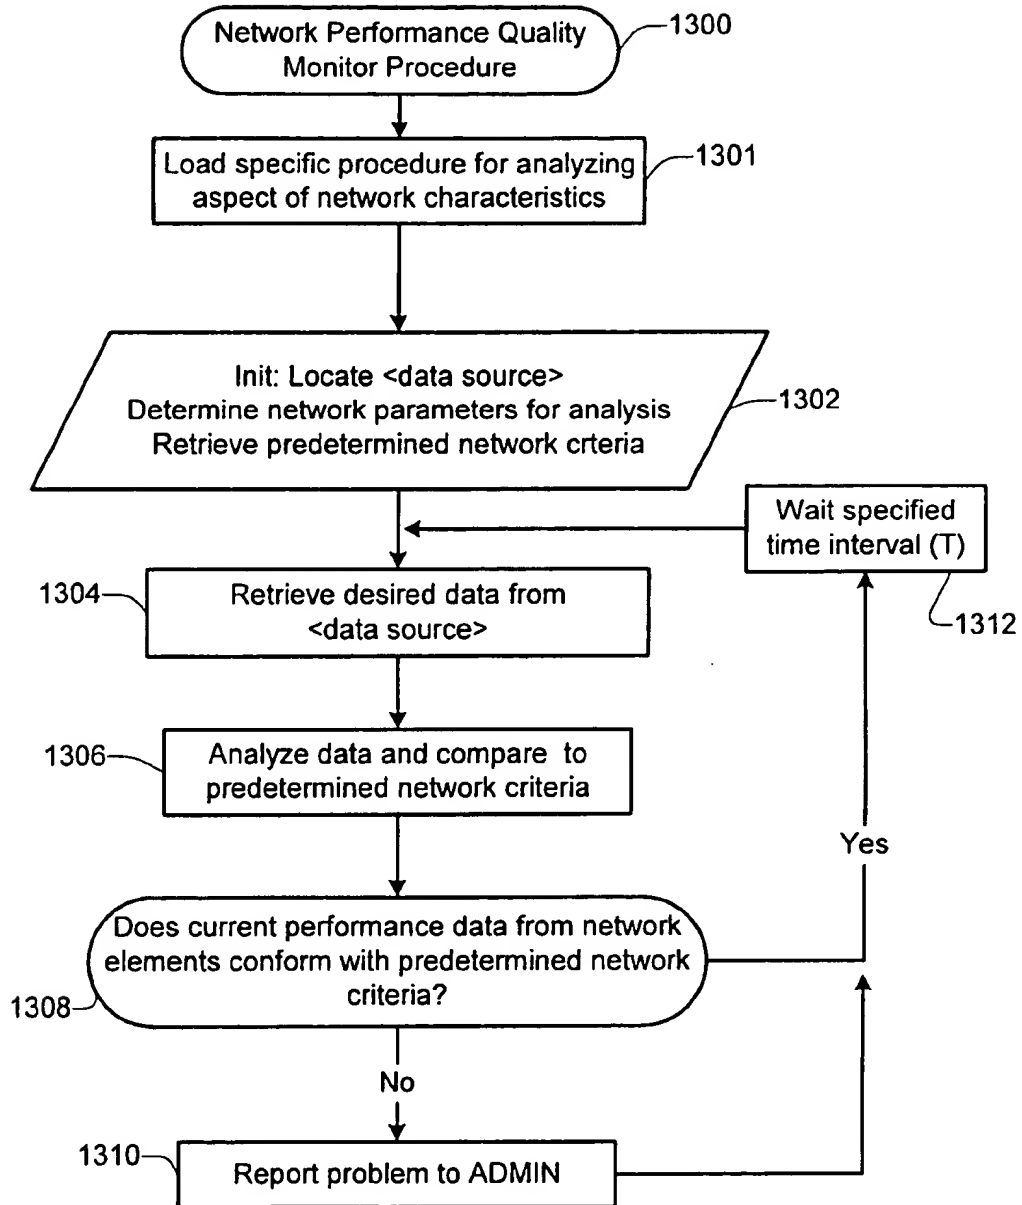 Network Performance Quality
Monitor Procedure
1300
Load specific procedure for analyzing
aspect of network characteristics
1301
Init: Locate <data source>
Determine network parameters for analysis
Retrieve predetermined network crteria
1302
Wait specified
time interval (T)
1312
1304
Retrieve desired data from
<data source>
1306
Analyze data and compare to
predetermined network criteria
Yes
Does current performance data from network
elements conform with predetermined network
criteria?
1308
No
1310
Report problem to ADMIN